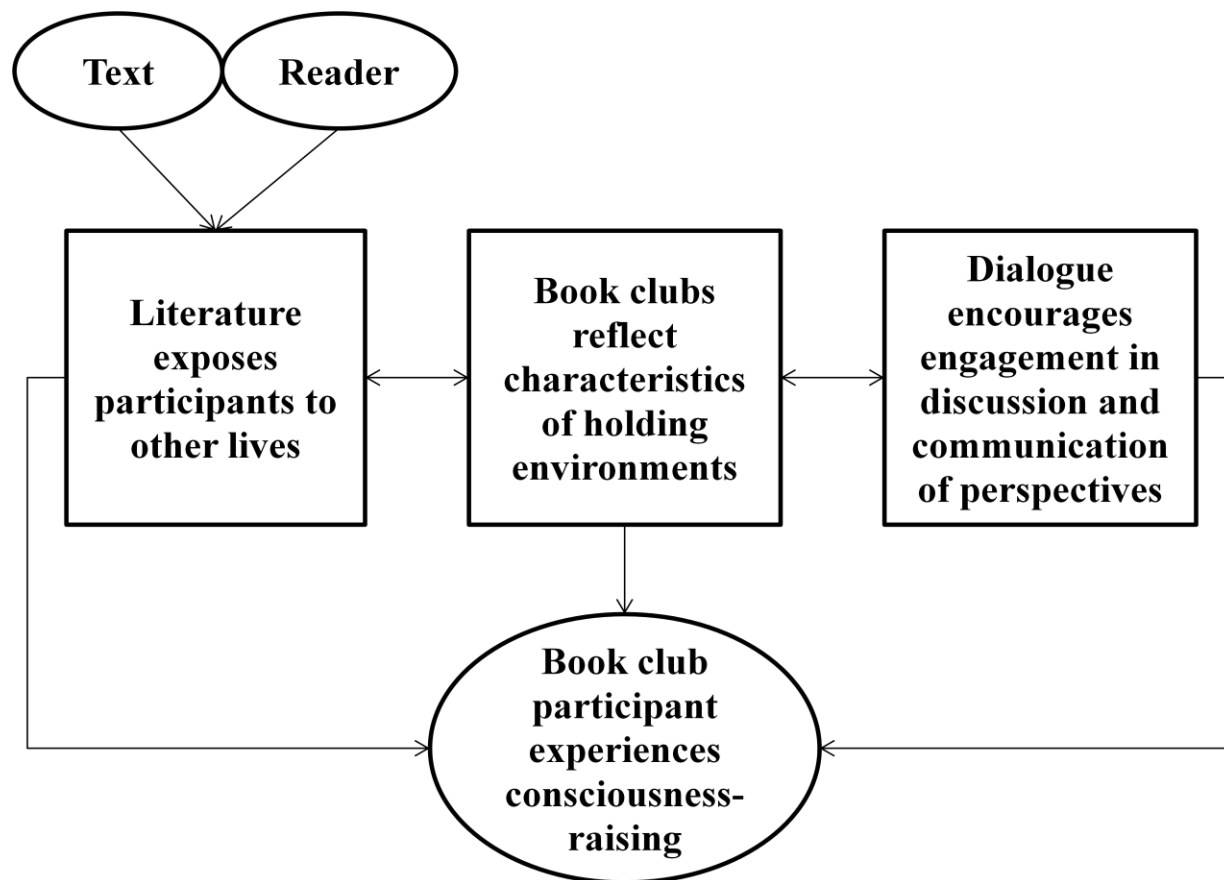 Text
Reader
Literature
exposes
participants to
other lives
Book clubs
reflect
characteristics
of holding
environments
Dialogue
encourages
engagement in
discussion and
communication
of perspectives
Book club
participant
experiences
consciousness-
raising